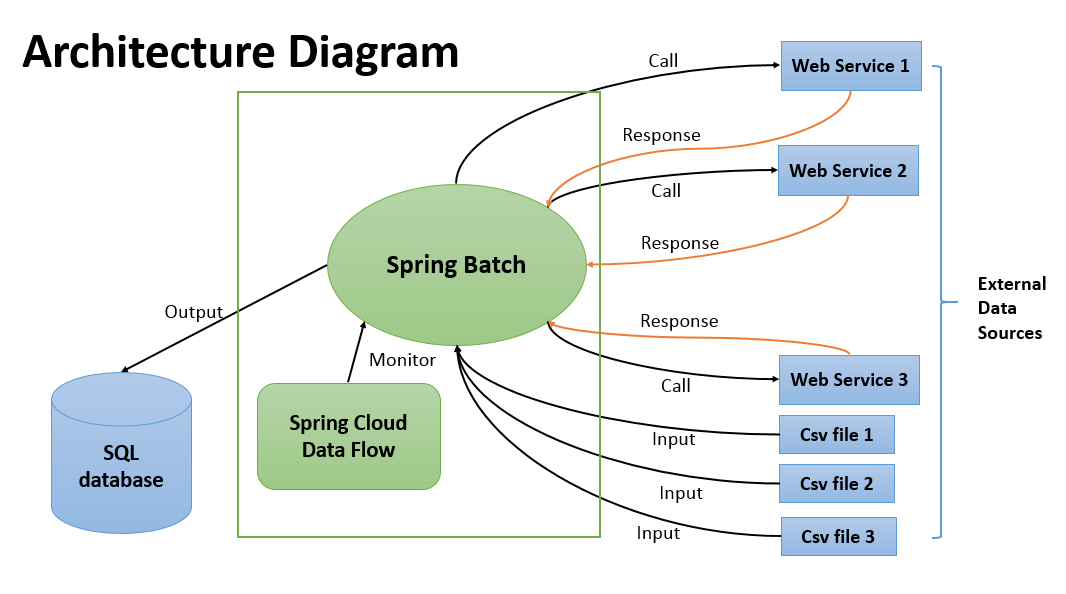 Architecture Diagram
Call
Web Service 1
Response
Web Service 2
Call
Response
Spring Batch
External
Data
Sources
Output
Response
Monitor
Web Service 3
Call
Spring Cloud
Data Flow
Csv file 1
Input
SQL
database
Csv file 2
Input
Input
Csv file 3